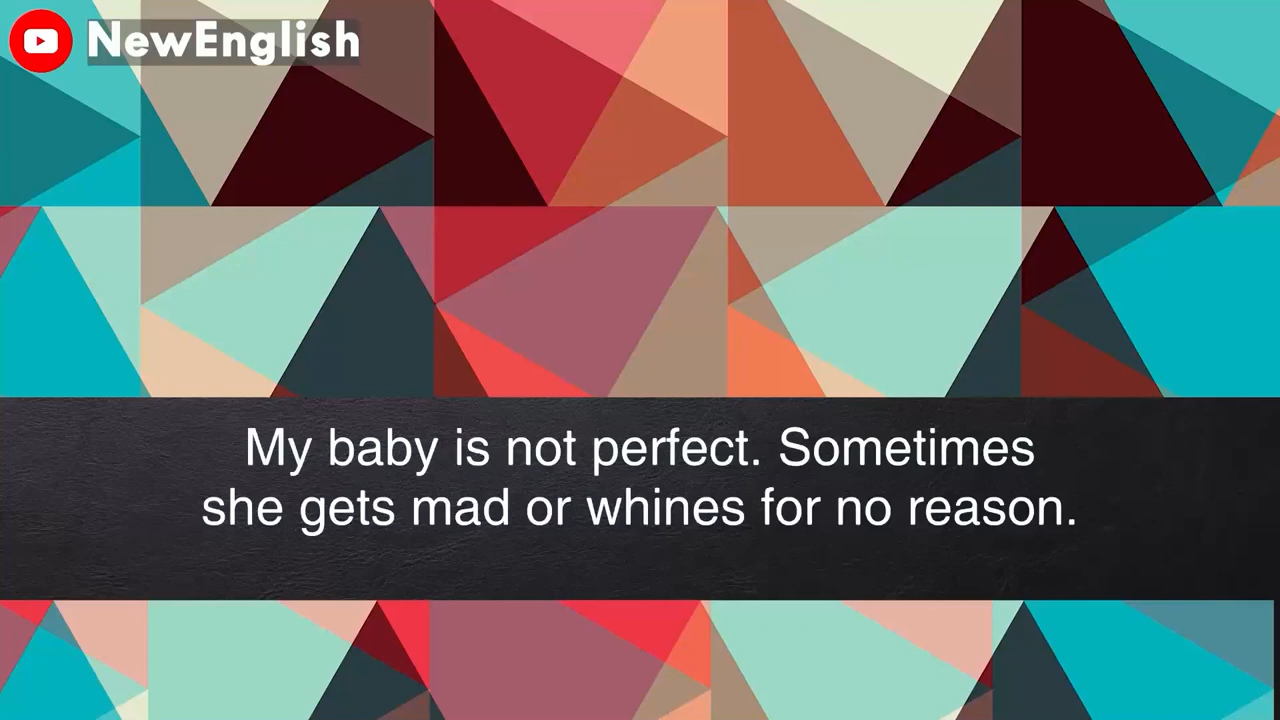 NewEnglish
My baby is not perfect. Sometimes
she gets mad or whines for no reason.